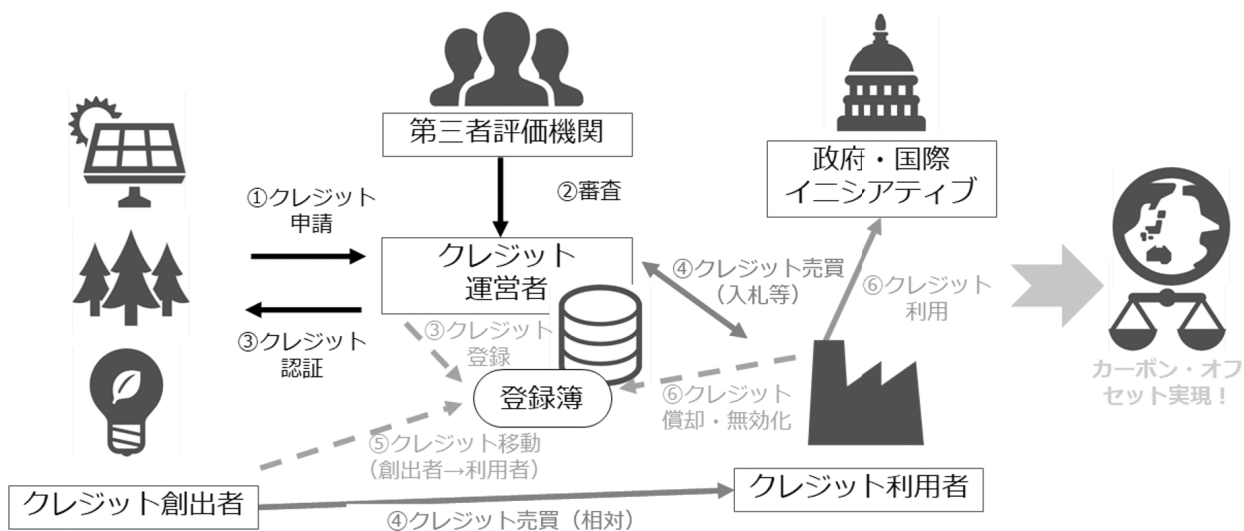 第三者評価機関
政府・国際
イニシアティブ
①クレジット
申請
②審査
クレジット
運営者
④クレジット売買
（入札等）
⑥クレジット
利用
③クレジット
認証
③クレジット
登録
登録簿
⑥クレジット
償却・無効化
カーボン・オフ
セット実現！
⑤クレジット移動
（創出者→利用者）
クレジット創出者
クレジット利用者
④クレジット売買（相対）